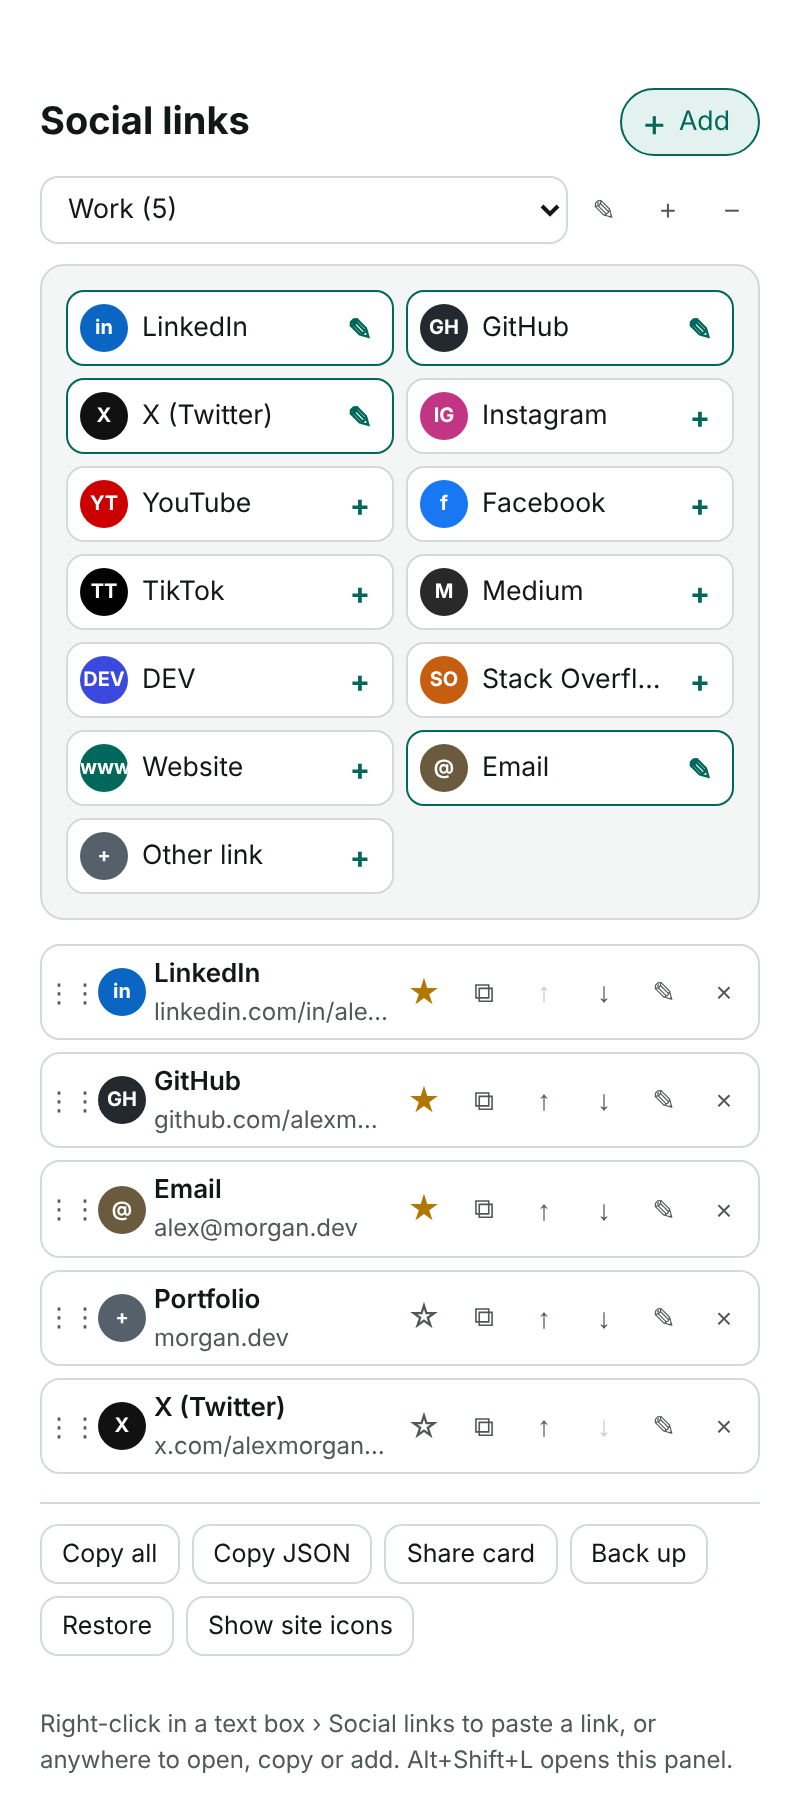 Social links
+ Add
Work (5)
✎ + −
in LinkedIn ✎
GH GitHub ✎
X X (Twitter) ✎
IG Instagram +
YT YouTube +
f Facebook +
TT TikTok +
M Medium +
DEV DEV +
SO Stack Overfl... +
www Website +
@ Email ✎
+ Other link +
in LinkedIn
linkedin.com/in/ale...
★ ⧉ ↑ ↓ ✎ ×
GH GitHub
github.com/alexm...
★ ⧉ ↑ ↓ ✎ ×
@ Email
alex@morgan.dev
★ ⧉ ↑ ↓ ✎ ×
+ Portfolio
morgan.dev
☆ ⧉ ↑ ↓ ✎ ×
X X (Twitter)
x.com/alexmorgan...
☆ ⧉ ↑ ↓ ✎ ×
Copy all
Copy JSON
Share card
Back up
Restore
Show site icons
Right-click in a text box › Social links to paste a link, or
anywhere to open, copy or add. Alt+Shift+L opens this panel.